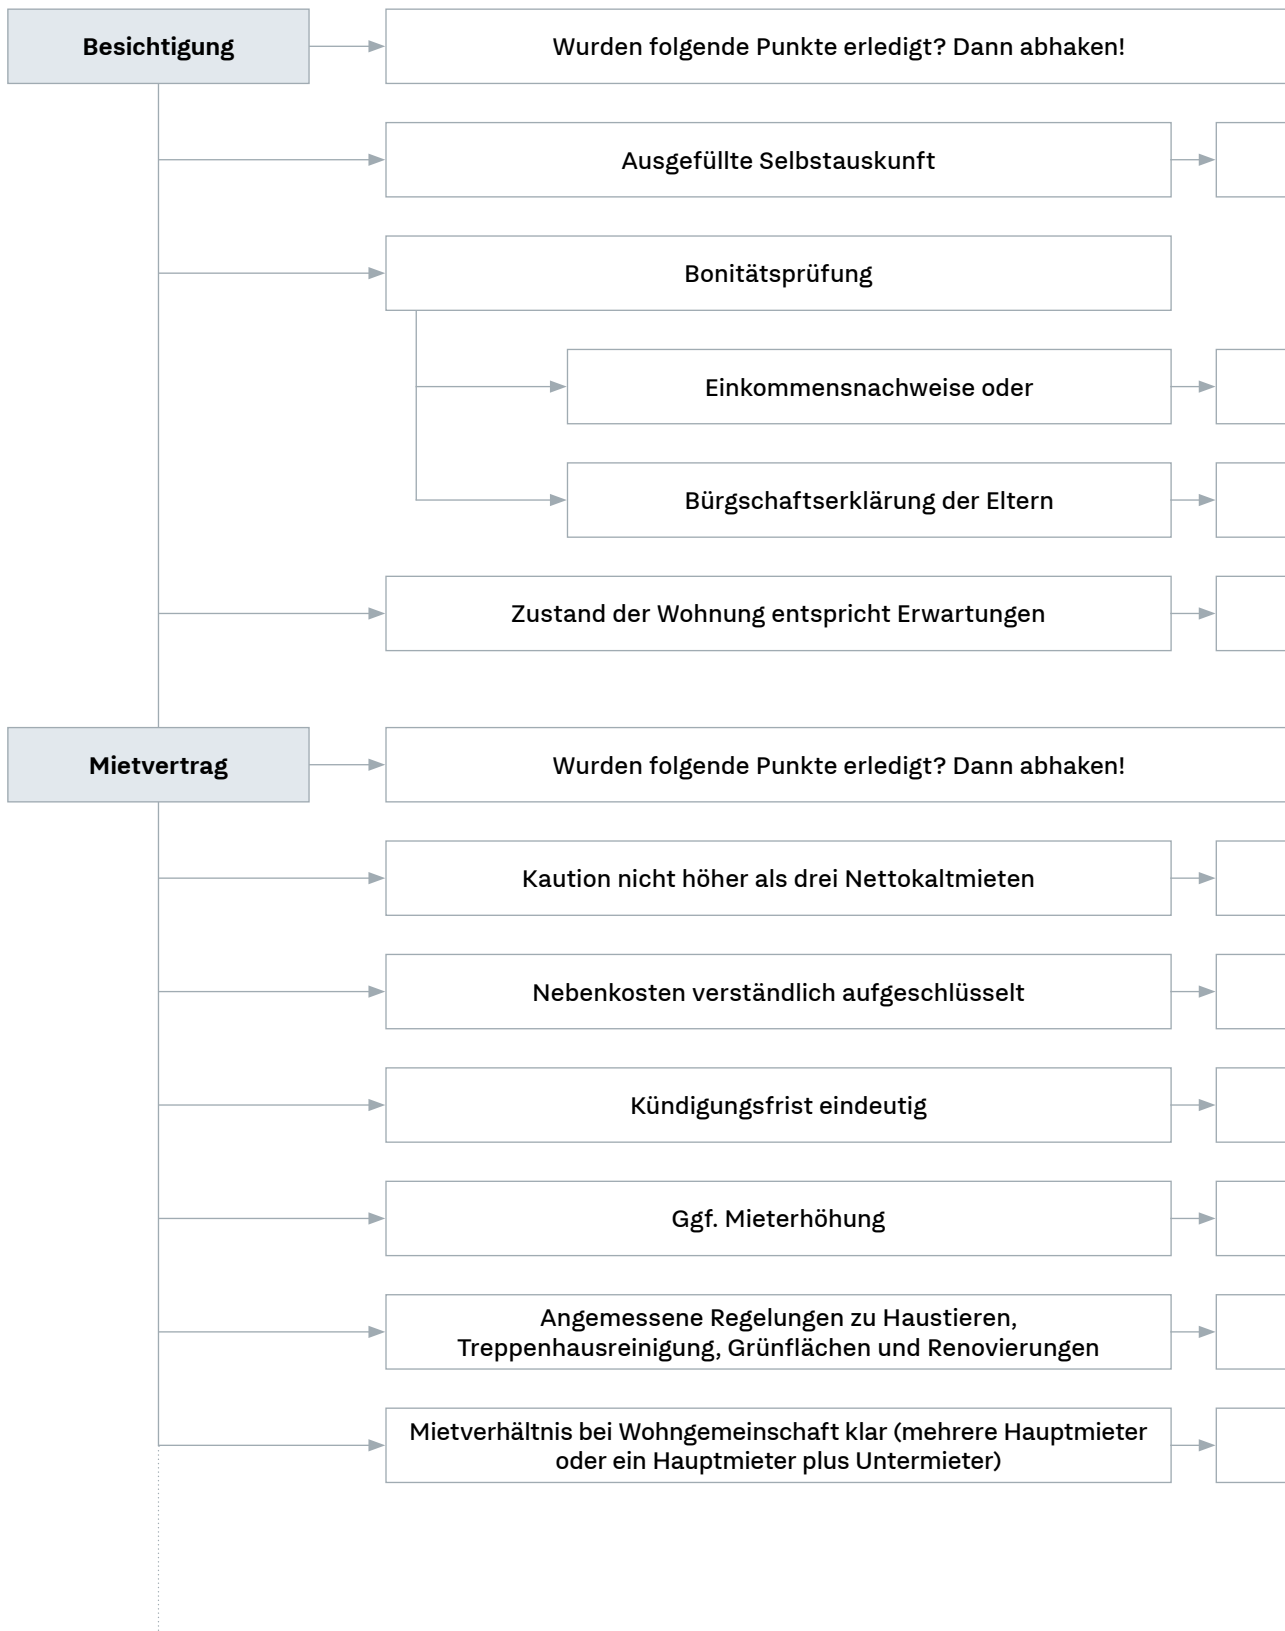 Besichtigung
Wurden folgende Punkte erledigt? Dann abhaken!
Ausgefüllte Selbstauskunft
Bonitätsprüfung
Einkommensnachweise oder
Bürgschaftserklärung der Eltern
Zustand der Wohnung entspricht Erwartungen
Mietvertrag
Wurden folgende Punkte erledigt? Dann abhaken!
Kaution nicht höher als drei Nettokaltmieten
Nebenkosten verständlich aufgeschlüsselt
Kündigungsfrist eindeutig
Ggf. Mieterhöhung
Angemessene Regelungen zu Haustieren,
Treppenhausreinigung, Grünflächen und Renovierungen
Mietverhältnis bei Wohngemeinschaft klar (mehrere Hauptmieter
oder ein Hauptmieter plus Untermieter)